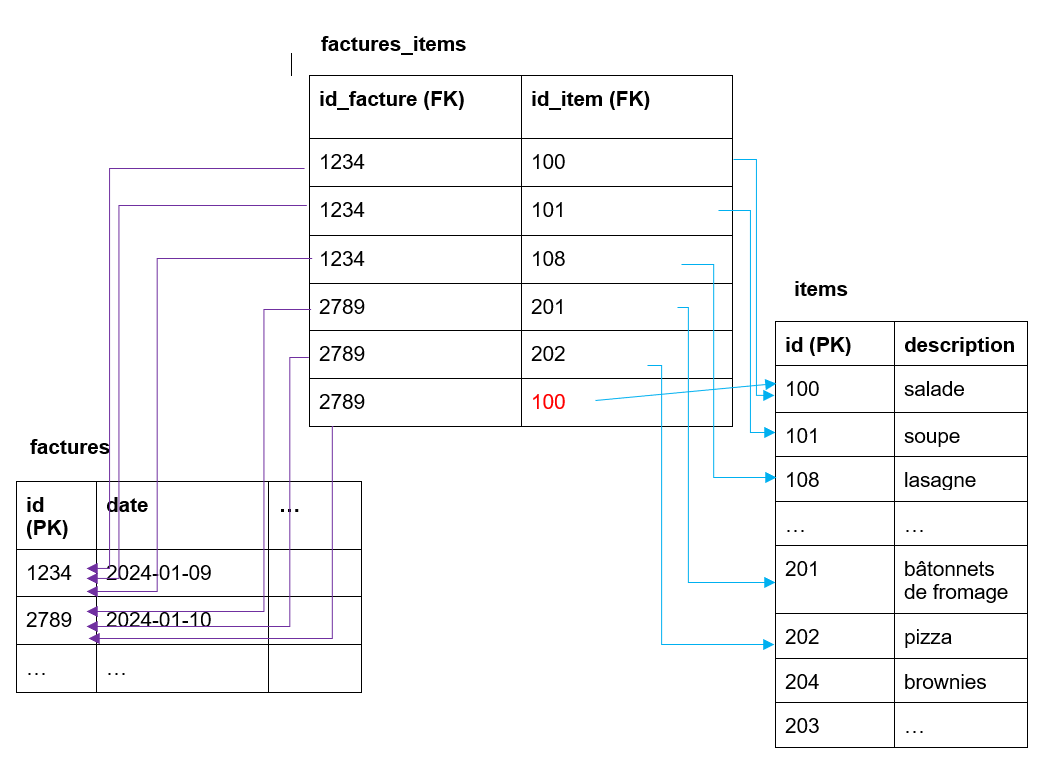 factures_items
id_facture (FK) id_item (FK)
1234 100
1234 101
1234 108
2789 201
2789 202
2789 100
items
id (PK) description
100 salade
101 soupe
108 lasagne
… …
201 bâtonnets
de fromage
202 pizza
204 brownies
203 …
factures
id date …
(PK)
1234 2024-01-09
2789 2024-01-10
… …